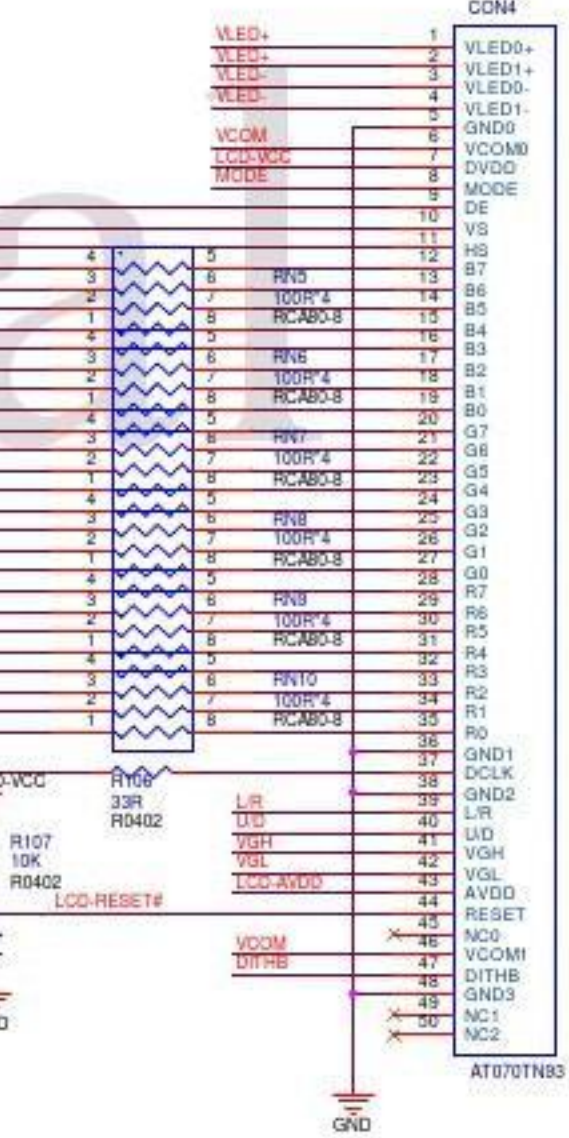 CON4
VLED+ 1 VLED0+
VLED+ 2 VLED1+
VLED- 3 VLED0-
VLED- 4 VLED1-
5 GND0
VCOM 6 VCOM0
LCD-VCC 7 DVDD
MODE 8 MODE
9 DE
10 VS
11 HS
4 5 12 B7
3 6 RN5 13 B6
2 7 100R*4 14 B5
1 8 RCA80-8 15 B4
4 5 16 B3
3 6 RN6 17 B2
2 7 100R*4 18 B1
1 8 RCA80-8 19 B0
4 5 20 G7
3 6 RN7 21 G6
2 7 100R*4 22 G5
1 8 RCA80-8 23 G4
4 5 24 G3
3 6 RN8 25 G2
2 7 100R*4 26 G1
1 8 RCA80-8 27 G0
4 5 28 R7
3 6 RN9 29 R6
2 7 100R*4 30 R5
1 8 RCA80-8 31 R4
4 5 32 R3
3 6 RN10 33 R2
2 7 100R*4 34 R1
1 8 RCA80-8 35 R0
36 GND1
37 DCLK
D-VCC R106 38 GND2
33R L/R 39 L/R
R0402 U/D 40 U/D
R107 VGH 41 VGH
10K VGL 42 VGL
R0402 LCD-AVDD 43 AVDD
LCD-RESET# 44 RESET
45 NC0
VCOM 46 VCOM1
DITHB 47 DITHB
48 GND3
49 NC1
50 NC2
D
AT070TN93
GND